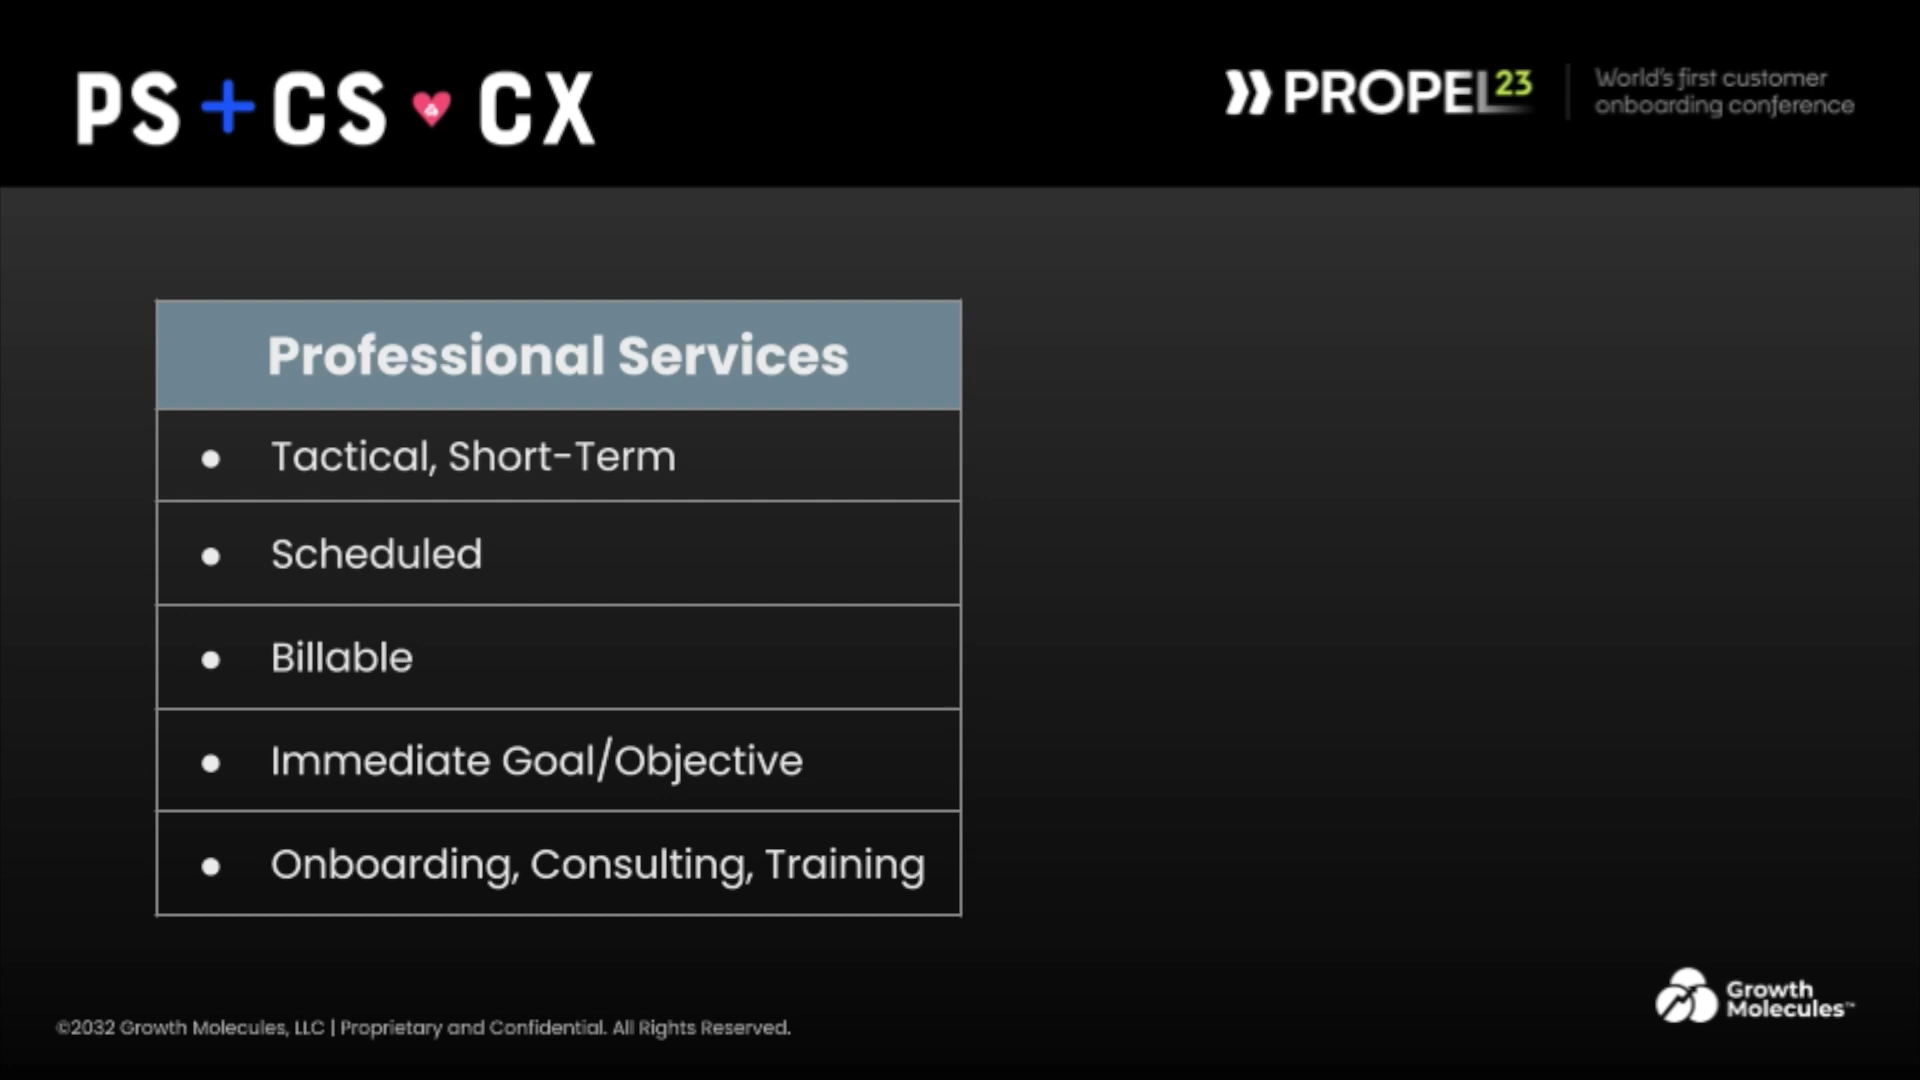 PS + CS CX
PROPEL23
World's first customer
onboarding conference
Professional Services
• Tactical, Short-Term
• Scheduled
• Billable
• Immediate Goal/Objective
• Onboarding, Consulting, Training
Growth
Molecules™
©2032 Growth Molecules, LLC | Proprietary and Confidential. All Rights Reserved.